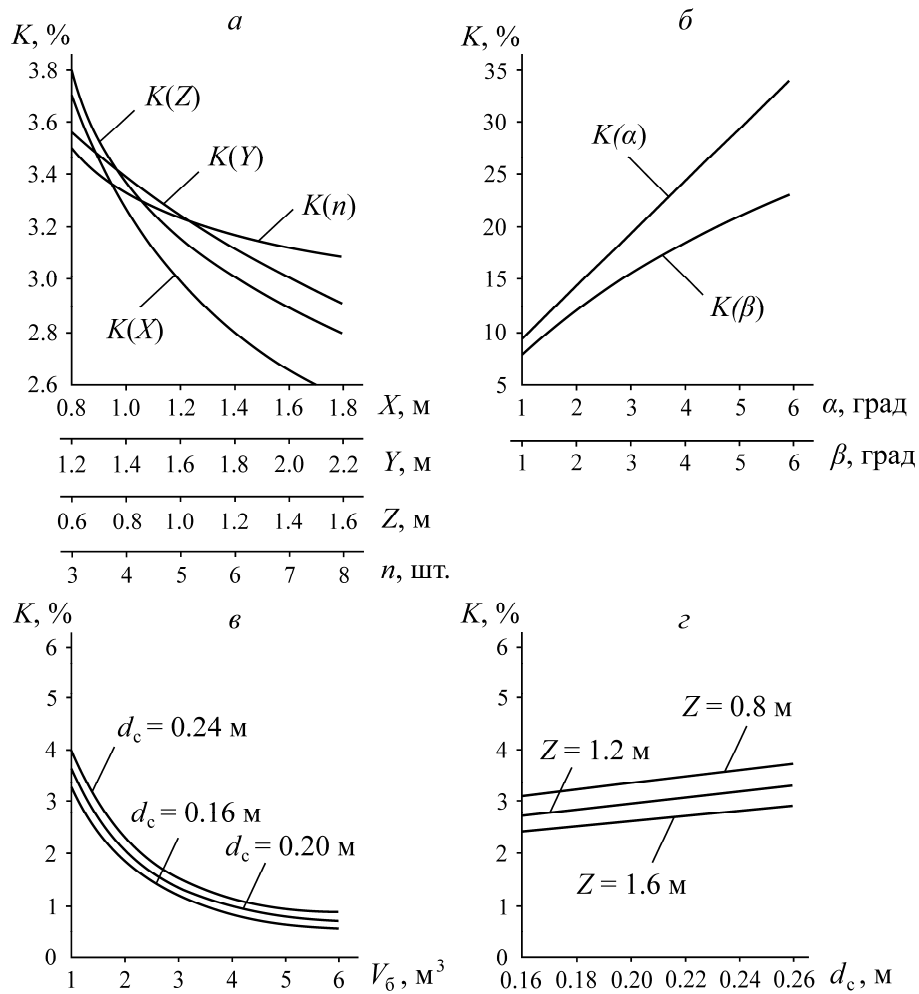 а
K, %
3.8
3.6
3.4
3.2
3.0
2.8
2.6
K(Z)
K(Y)
K(n)
K(X)
0.8 1.0 1.2 1.4 1.6 1.8 X, м
1.2 1.4 1.6 1.8 2.0 2.2 Y, м
0.6 0.8 1.0 1.2 1.4 1.6 Z, м
3 4 5 6 7 8 n, шт.
б
K, %
35
30
25
20
15
10
5
K(α)
K(β)
1 2 3 4 5 6 α, град
1 2 3 4 5 6 β, град
в
K, %
6
5
4
3
2
1
0
dс = 0.24 м
dс = 0.16 м
dс = 0.20 м
1 2 3 4 5 6 Vб, м³
г
K, %
6
5
4
3
2
1
0
Z = 0.8 м
Z = 1.2 м
Z = 1.6 м
0.16 0.18 0.20 0.22 0.24 0.26 dс, м